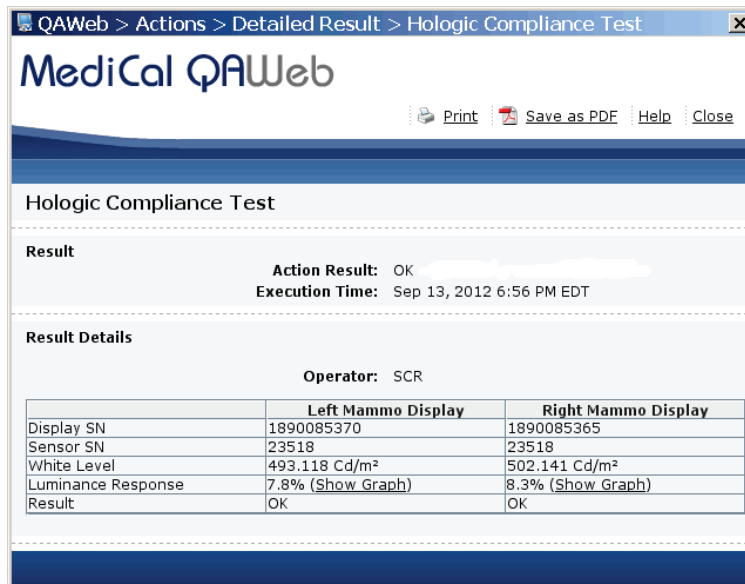 QAWeb > Actions > Detailed Result > Hologic Compliance Test
MediCal QAWeb
Print Save as PDF Help Close
Hologic Compliance Test
Result
Action Result: OK
Execution Time: Sep 13, 2012 6:56 PM EDT
Result Details
Operator: SCR
Left Mammo Display Right Mammo Display
Display SN 1890085370 1890085365
Sensor SN 23518 23518
White Level 493.118 Cd/m² 502.141 Cd/m²
Luminance Response 7.8% (Show Graph) 8.3% (Show Graph)
Result OK OK